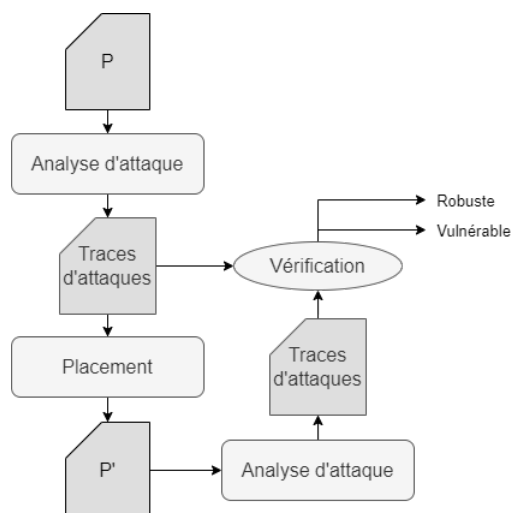 P
Analyse d'attaque
Traces
d'attaques
Vérification
Robuste
Vulnérable
Placement
Traces
d'attaques
P'
Analyse d'attaque